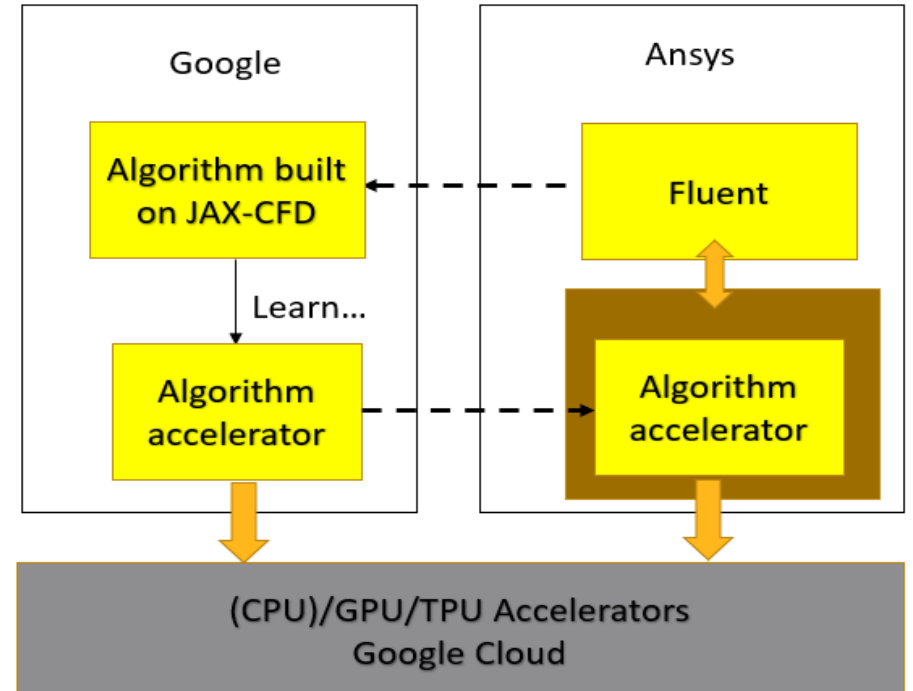 Google
Algorithm built
on JAX-CFD
Learn...
Algorithm
accelerator
Ansys
Fluent
Algorithm
accelerator
(CPU)/GPU/TPU Accelerators
Google Cloud